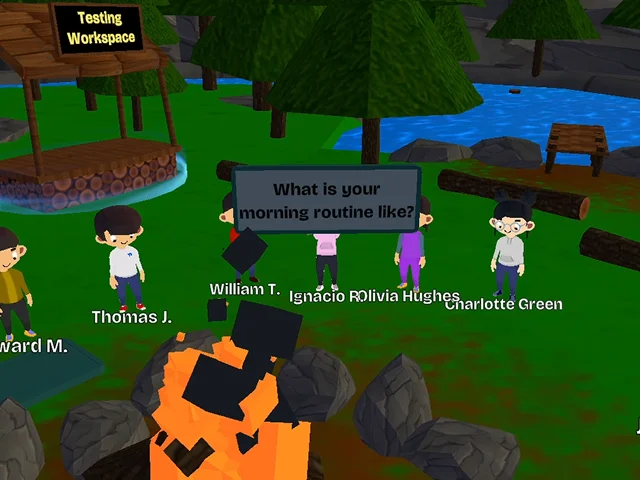 Testing
Workspace
What is your
morning routine like?
William T.
Ignacio R.
Olivia Hughes
Charlotte Green
Thomas J.
ward M.